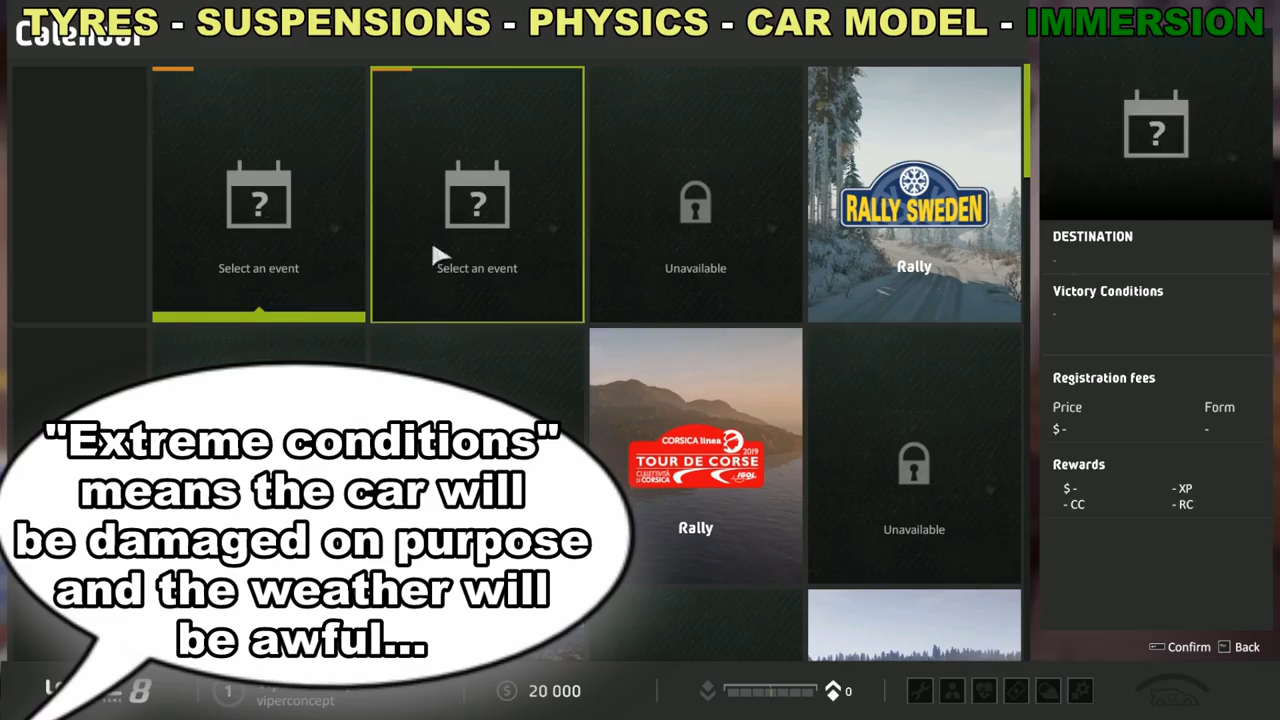 TYRES - SUSPENSIONS - PHYSICS - CAR MODEL - IMMERSION
Calendar
Select an event
Select an event
Unavailable
RALLY SWEDEN
Rally
CORSICA linea
2019
TOUR DE CORSE
Rally
Unavailable
"Extreme conditions"
means the car will
be damaged on purpose
and the weather will
be awful...
DESTINATION
-
Victory Conditions
-
Registration fees
Price Form
$ - -
Rewards
$ - - XP
- CC - RC
Confirm Back
8
1
viperconcept
20 000
0